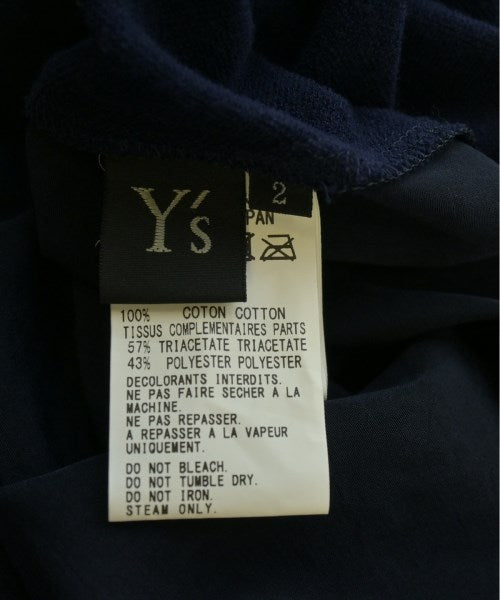 Y's
2
PAN
100% COTON COTTON
TISSUS COMPLEMENTAIRES PARTS
57% TRIACETATE TRIACETATE
43% POLYESTER POLYESTER
DECOLORANTS INTERDITS.
NE PAS FAIRE SECHER A LA
MACHINE.
NE PAS REPASSER.
A REPASSER A LA VAPEUR
UNIQUEMENT.
DO NOT BLEACH.
DO NOT TUMBLE DRY.
DO NOT IRON.
STEAM ONLY.